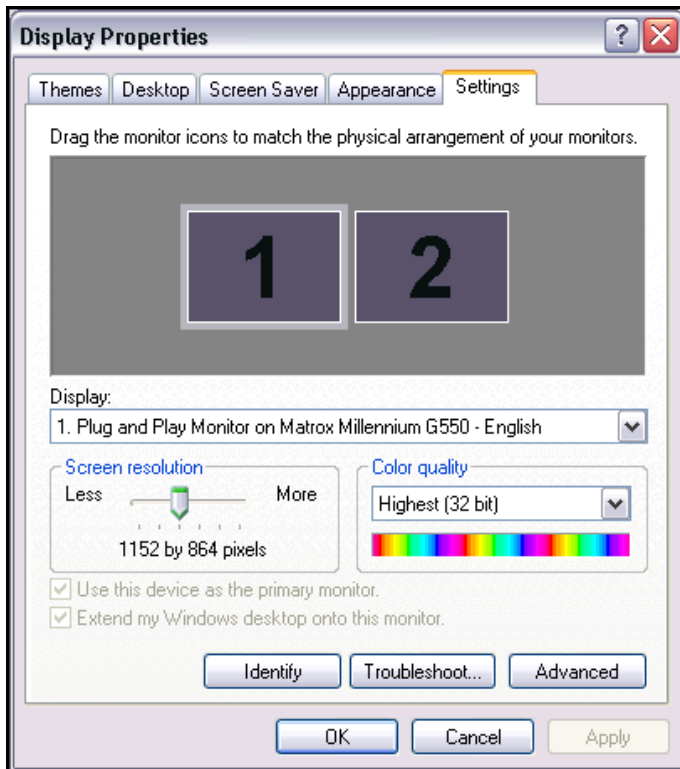 Display Properties
Themes Desktop Screen Saver Appearance Settings
Drag the monitor icons to match the physical arrangement of your monitors.
1 2
Display:
1. Plug and Play Monitor on Matrox Millennium G550 - English
Screen resolution
Less More
1152 by 864 pixels
Color quality
Highest (32 bit)
Use this device as the primary monitor.
Extend my Windows desktop onto this monitor.
Identify Troubleshoot... Advanced
OK Cancel Apply